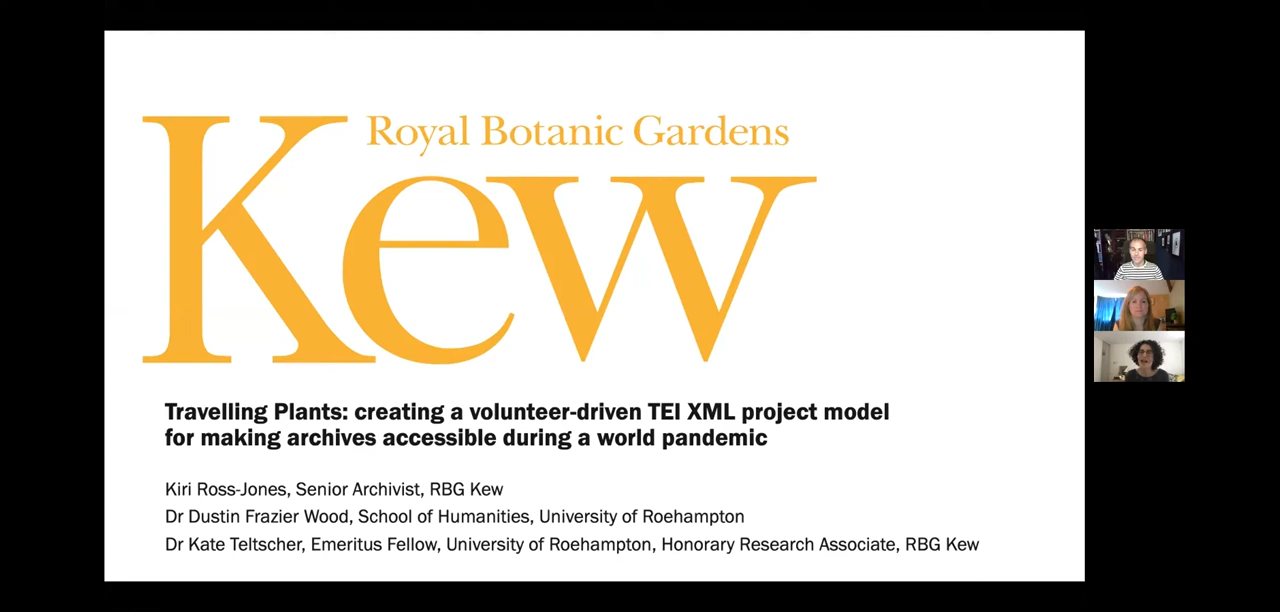 Royal Botanic Gardens
Kew
Travelling Plants: creating a volunteer-driven TEI XML project model
for making archives accessible during a world pandemic
Kiri Ross-Jones, Senior Archivist, RBG Kew
Dr Dustin Frazier Wood, School of Humanities, University of Roehampton
Dr Kate Teltscher, Emeritus Fellow, University of Roehampton, Honorary Research Associate, RBG Kew